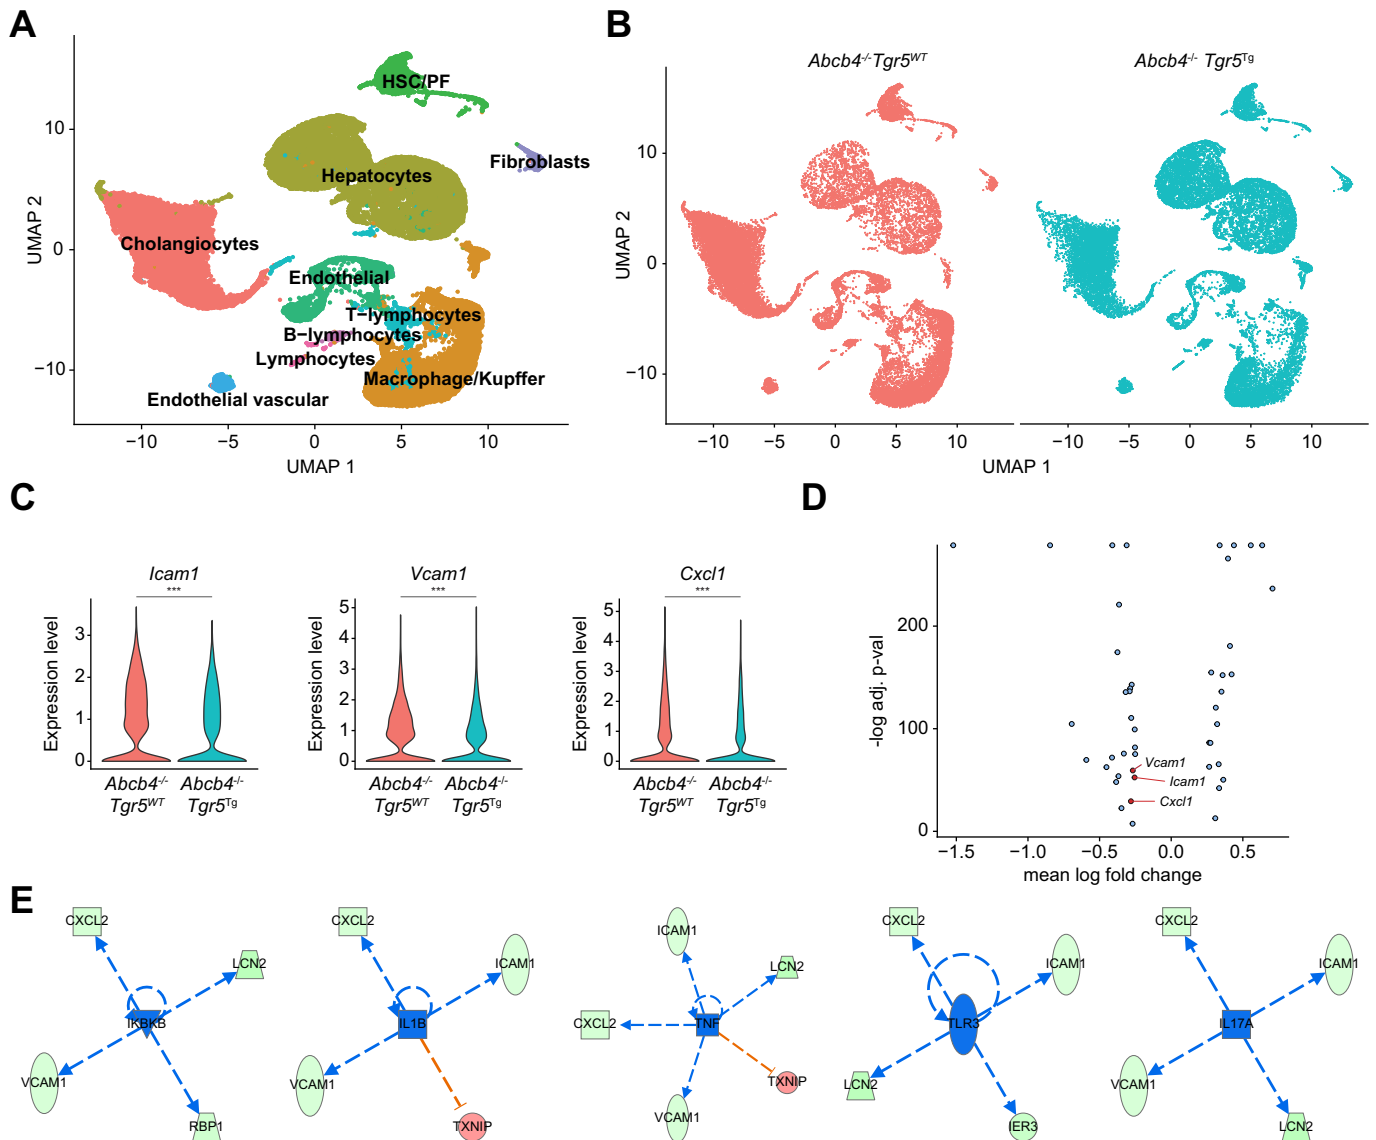 A
HSC/PF
Fibroblasts
Hepatocytes
Cholangiocytes
Endothelial
T−lymphocytes
B−lymphocytes
Lymphocytes
Macrophage/Kupffer
Endothelial vascular
UMAP 2
10
0
−10
−10
−5
0
5
10
UMAP 1
B
Abcb4-/-Tgr5WT
Abcb4-/- Tgr5Tg
UMAP 2
10
0
−10
−10
−5
0
5
10
−10
−5
0
5
10
UMAP 1
C
Icam1
***
Expression level
3
2
1
0
Abcb4-/-
Tgr5WT
Abcb4-/-
Tgr5Tg
Vcam1
***
Expression level
5
4
3
2
1
0
Abcb4-/-
Tgr5WT
Abcb4-/-
Tgr5Tg
Cxcl1
***
Expression level
5
4
3
2
1
0
Abcb4-/-
Tgr5WT
Abcb4-/-
Tgr5Tg
D
-log adj. p-val
200
100
0
Vcam1
Icam1
Cxcl1
−1.5
−1.0
−0.5
0.0
0.5
mean log fold change
E
CXCL2
LCN2
IKBKB
VCAM1
RBP1
CXCL2
ICAM1
IL1B
VCAM1
TXNIP
ICAM1
LCN2
CXCL2
TNF
TXNIP
VCAM1
CXCL2
ICAM1
TLR3
LCN2
IER3
CXCL2
ICAM1
IL17A
VCAM1
LCN2